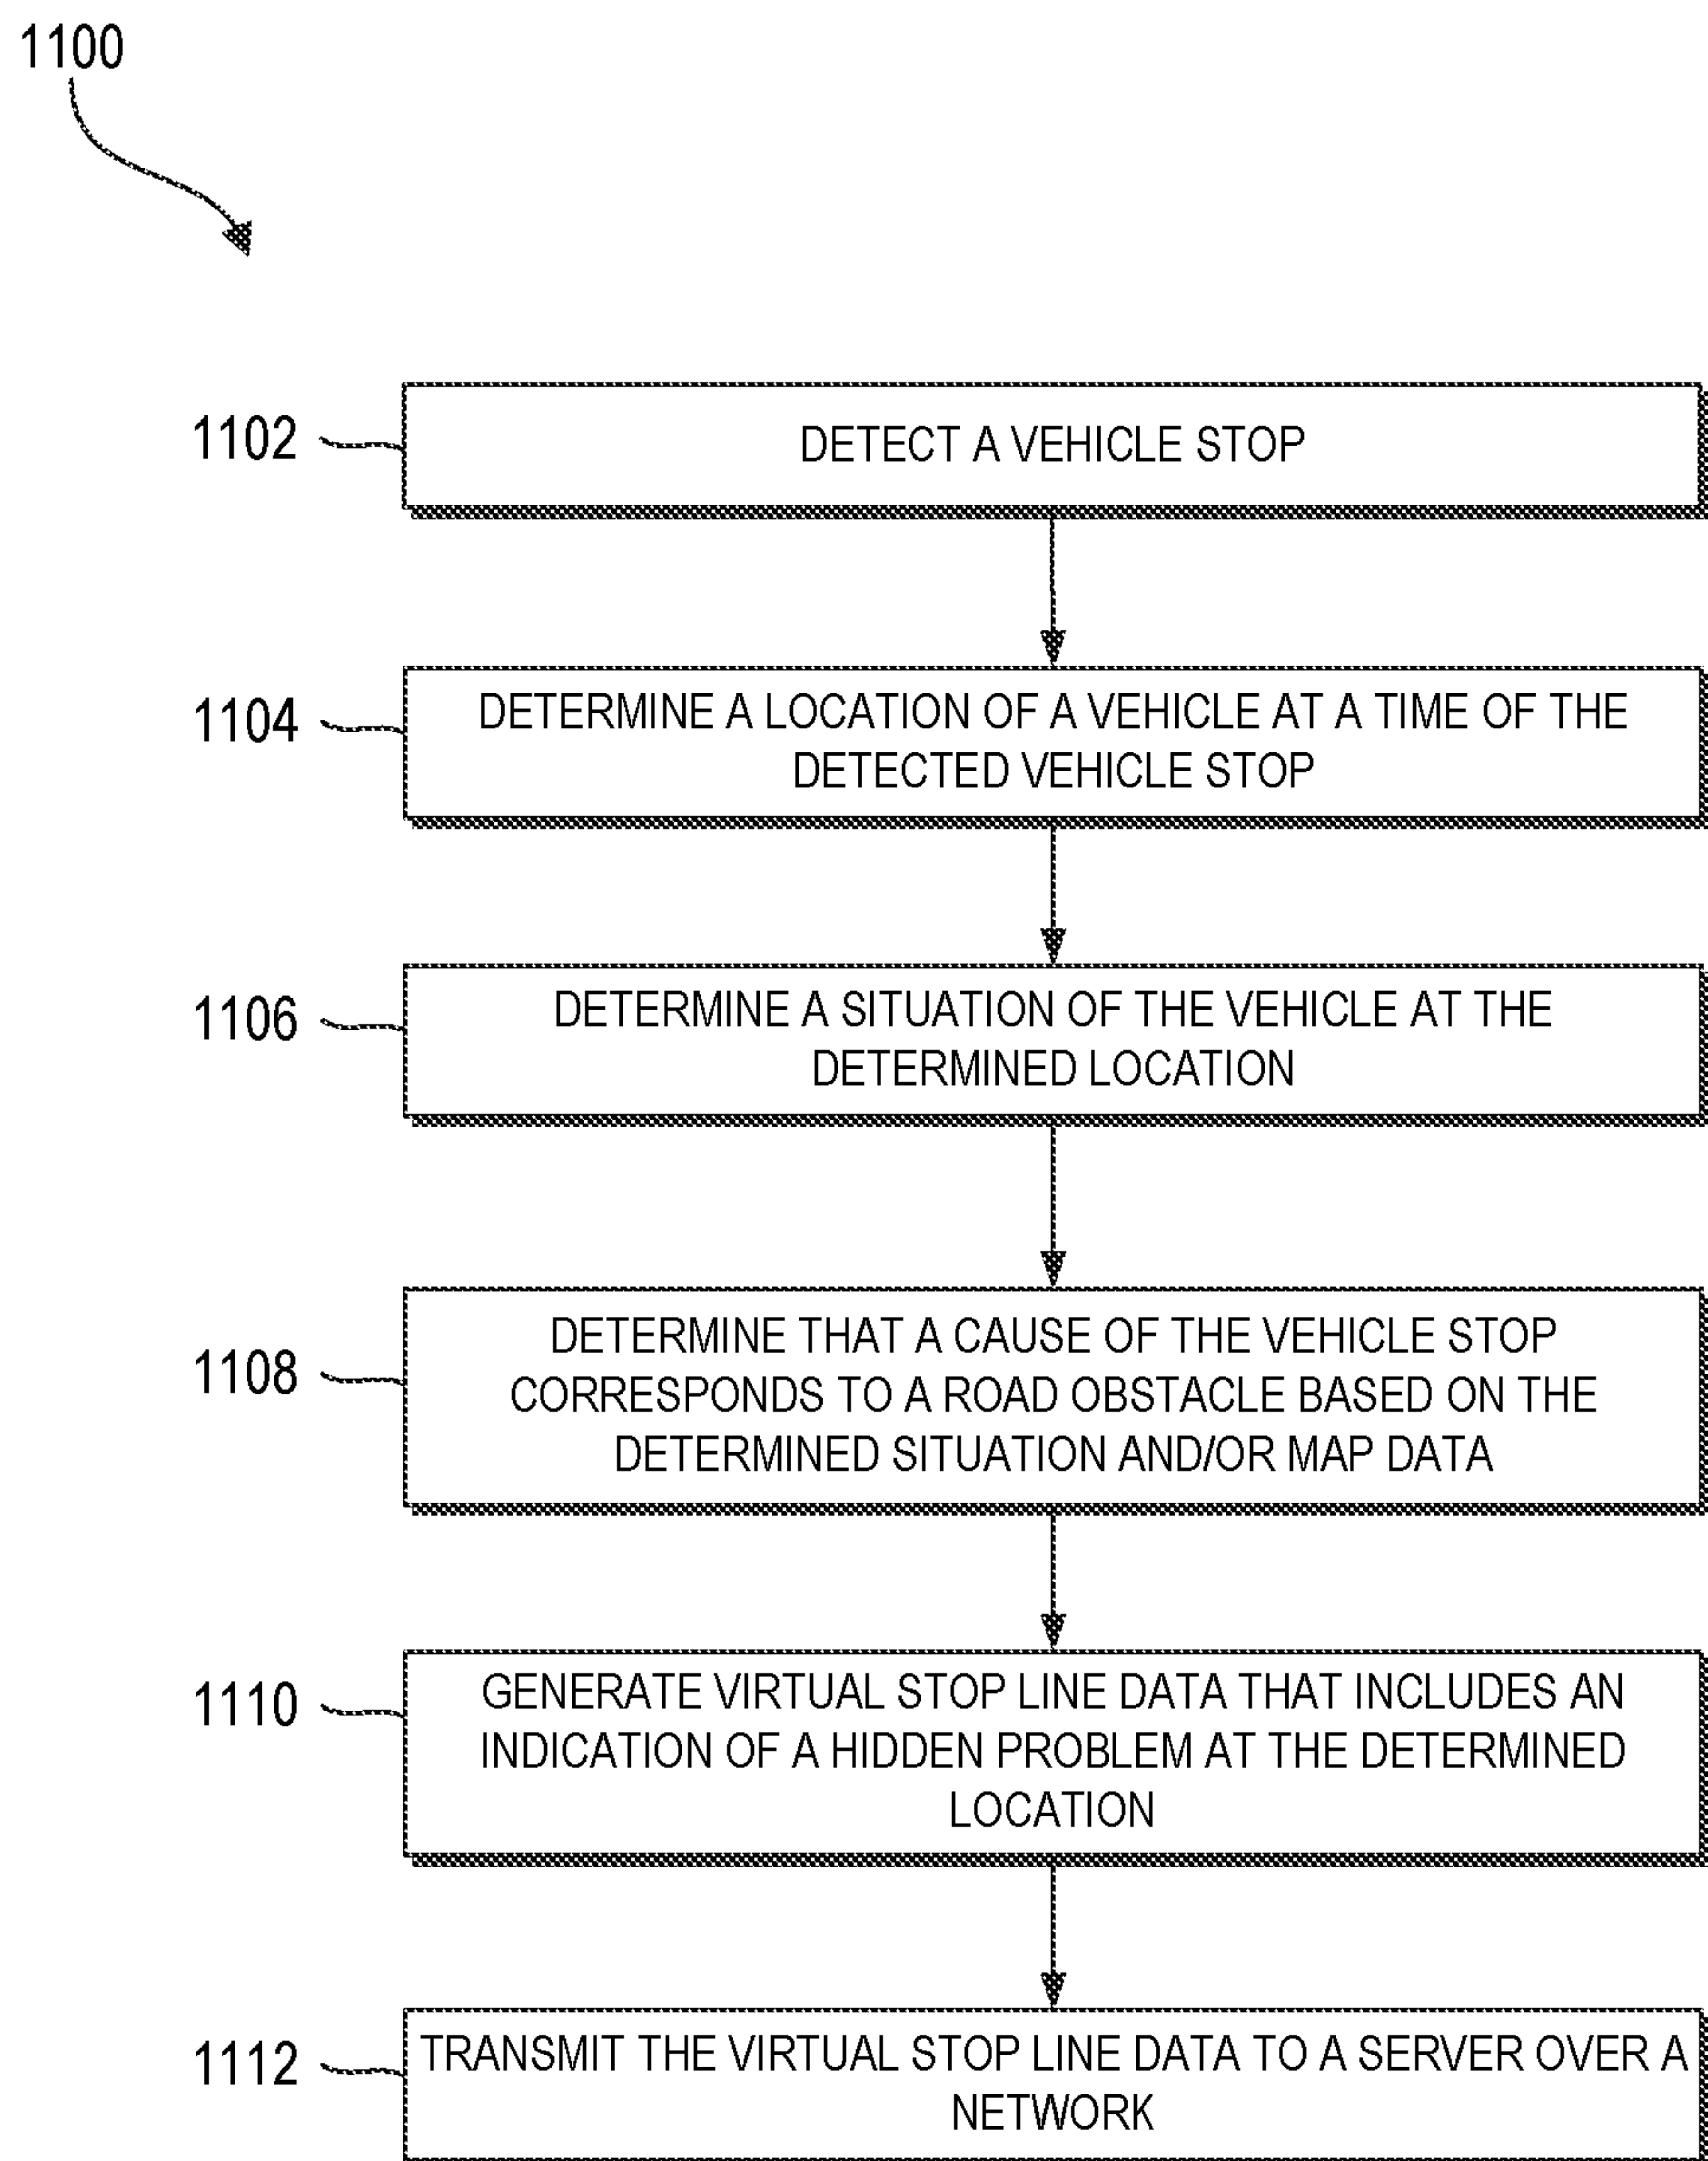 1100
1102
DETECT A VEHICLE STOP
1104
DETERMINE A LOCATION OF A VEHICLE AT A TIME OF THE
DETECTED VEHICLE STOP
1106
DETERMINE A SITUATION OF THE VEHICLE AT THE
DETERMINED LOCATION
1108
DETERMINE THAT A CAUSE OF THE VEHICLE STOP
CORRESPONDS TO A ROAD OBSTACLE BASED ON THE
DETERMINED SITUATION AND/OR MAP DATA
1110
GENERATE VIRTUAL STOP LINE DATA THAT INCLUDES AN
INDICATION OF A HIDDEN PROBLEM AT THE DETERMINED
LOCATION
1112
TRANSMIT THE VIRTUAL STOP LINE DATA TO A SERVER OVER A
NETWORK